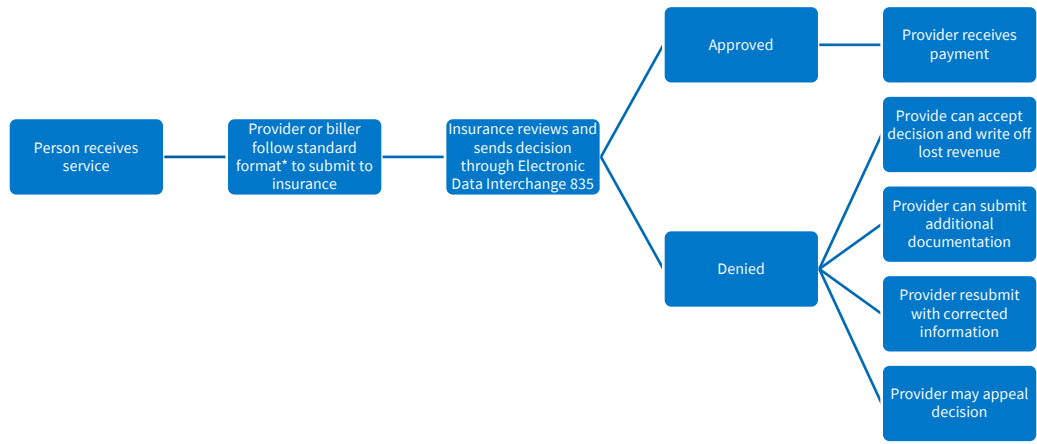 Person receives
service
Provider or biller
follow standard
format* to submit to
insurance
Insurance reviews and
sends decision
through Electronic
Data Interchange 835
Approved
Provider receives
payment
Denied
Provide can accept
decision and write off
lost revenue
Provider can submit
additional
documentation
Provider resubmit
with corrected
information
Provider may appeal
decision